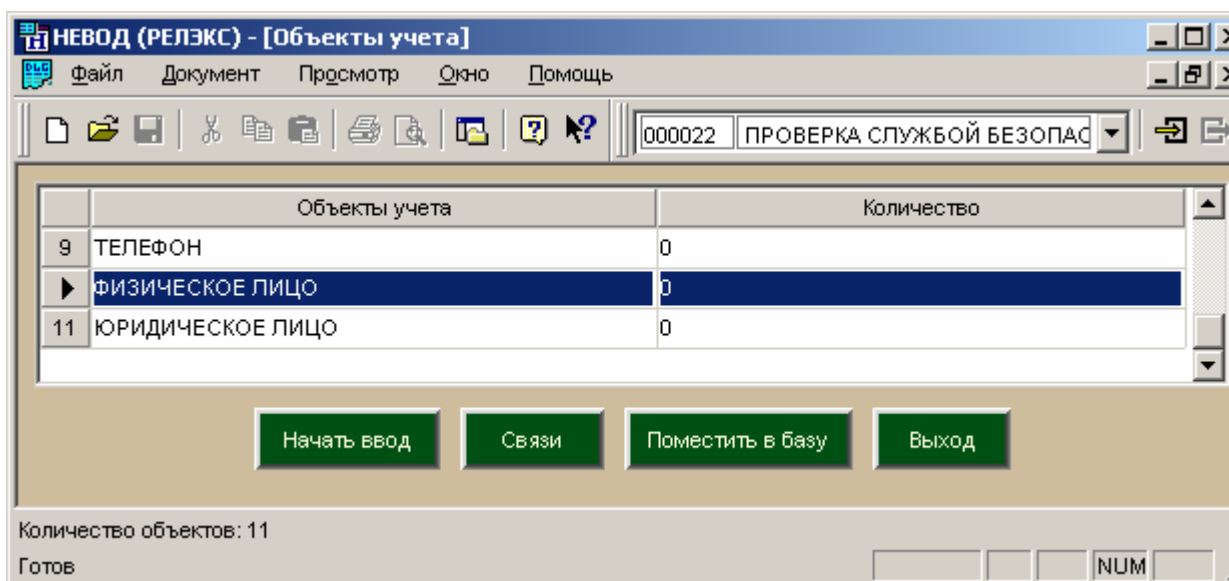 НЕВОД (РЕЛЭКС) - [Объекты учета]
Файл Документ Просмотр Окно Помощь
000022 ПРОВЕРКА СЛУЖБОЙ БЕЗОПАС
Объекты учета Количество
9 ТЕЛЕФОН 0
ФИЗИЧЕСКОЕ ЛИЦО 0
11 ЮРИДИЧЕСКОЕ ЛИЦО 0
Начать ввод Связи Поместить в базу Выход
Количество объектов: 11
Готов NUM